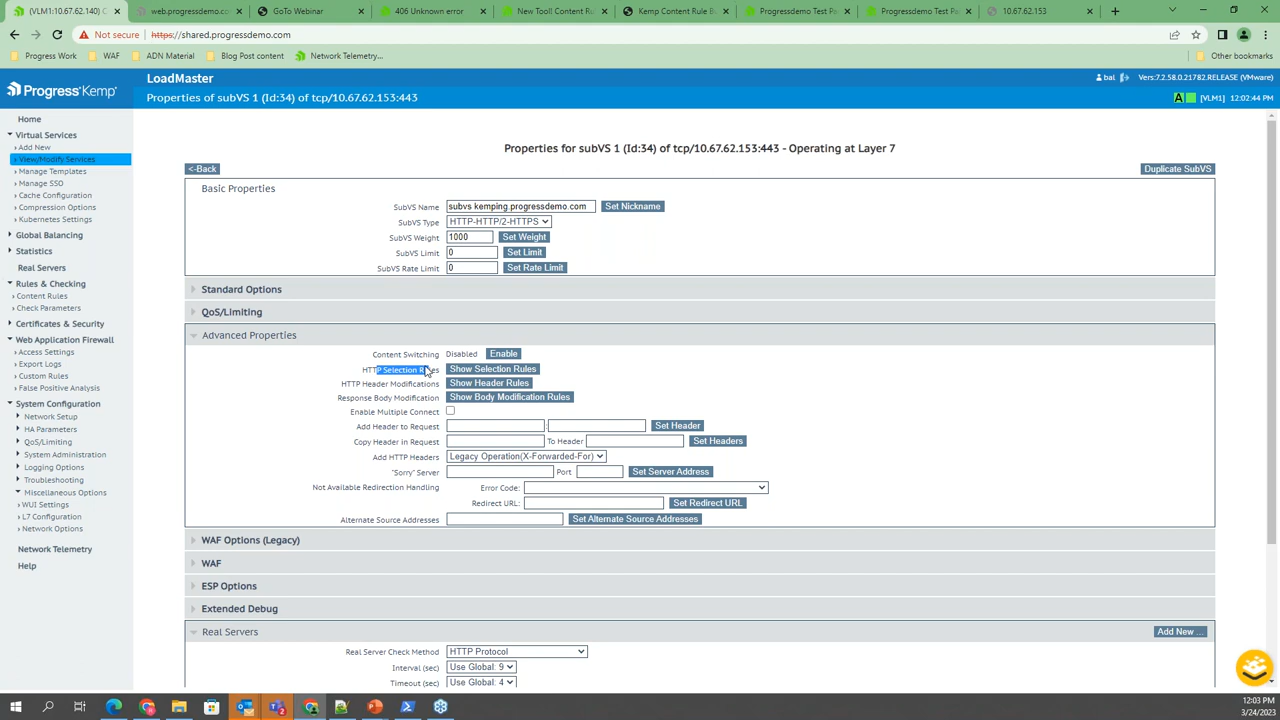 (VLM1:10.67.62.140)
web.progressdemo.co
GoTo Webinar
406 Unknown error
New Tool! Content Ru
Kemp Content Rule B
Progressdemo Test Pa
Progressdemo Test Pa
10.67.62.153
Not secure https://shared.progressdemo.com
Progress Work WAF ADN Material Blog Post content Network Telemetry... Other bookmarks
Progress Kemp
LoadMaster
bal Vers:7.2.58.0.21782.RELEASE (VMware)
Properties of subVS 1 (Id:34) of tcp/10.67.62.153:443
A [VLM1] 12:02:44 PM
Home
Virtual Services
Add New
View/Modify Services
Manage Templates
Manage SSO
Cache Configuration
Compression Options
Kubernetes Settings
Global Balancing
Statistics
Real Servers
Rules & Checking
Content Rules
Check Parameters
Certificates & Security
Web Application Firewall
Access Settings
Export Logs
Custom Rules
False Positive Analysis
System Configuration
Network Setup
HA Parameters
QoS/Limiting
System Administration
Logging Options
Troubleshooting
Miscellaneous Options
WUI Settings
L7 Configuration
Network Options
Network Telemetry
Help
Properties for subVS 1 (Id:34) of tcp/10.67.62.153:443 - Operating at Layer 7
<-Back Duplicate SubVS
Basic Properties
SubVS Name subvs kemping.progressdemo.com Set Nickname
SubVS Type HTTP-HTTP/2-HTTPS
SubVS Weight 1000 Set Weight
SubVS Limit 0 Set Limit
SubVS Rate Limit 0 Set Rate Limit
Standard Options
QoS/Limiting
Advanced Properties
Content Switching Disabled Enable
HTTP Selection Rules Show Selection Rules
HTTP Header Modifications Show Header Rules
Response Body Modification Show Body Modification Rules
Enable Multiple Connect
Add Header to Request : Set Header
Copy Header in Request To Header Set Headers
Add HTTP Headers Legacy Operation(X-Forwarded-For)
"Sorry" Server Port Set Server Address
Not Available Redirection Handling Error Code:
Redirect URL: Set Redirect URL
Alternate Source Addresses Set Alternate Source Addresses
WAF Options (Legacy)
WAF
ESP Options
Extended Debug
Real Servers Add New ...
Real Server Check Method HTTP Protocol
Interval (sec) Use Global: 9
Timeout (sec) Use Global: 4
12:03 PM
3/24/2023